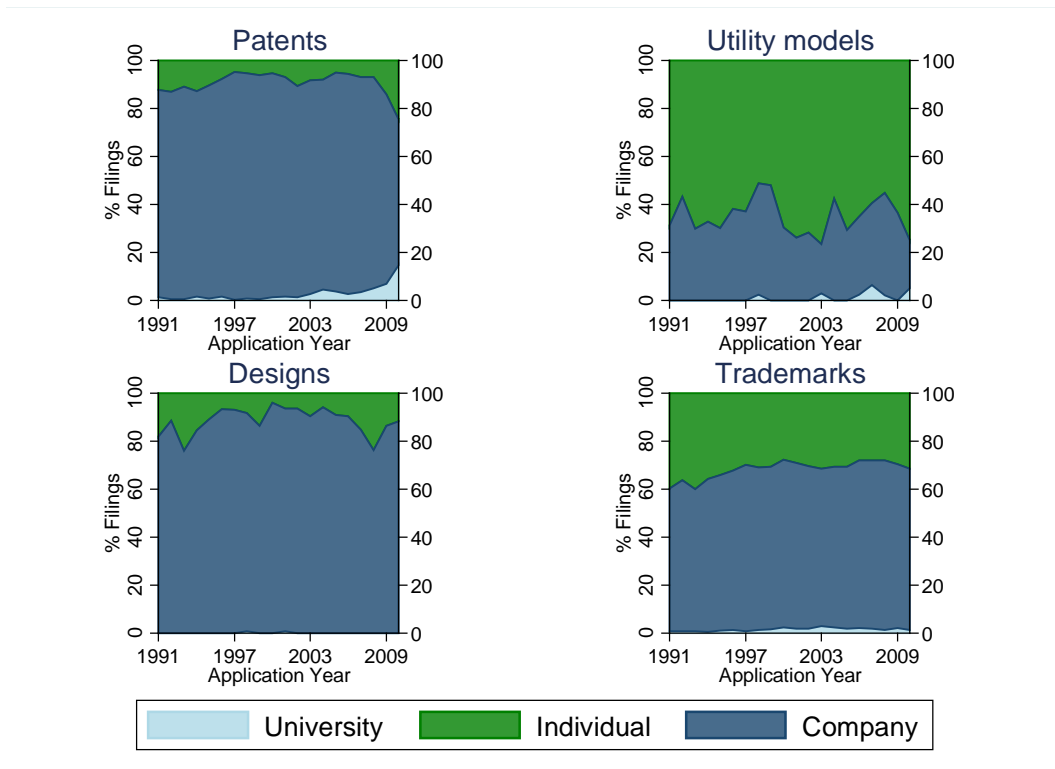 Patents
% Filings
100
80
60
40
20
0
100
80
60
40
20
0
1991 1997 2003 2009
Application Year
Utility models
% Filings
100
80
60
40
20
0
100
80
60
40
20
0
1991 1997 2003 2009
Application Year
Designs
% Filings
100
80
60
40
20
0
100
80
60
40
20
0
1991 1997 2003 2009
Application Year
Trademarks
% Filings
100
80
60
40
20
0
100
80
60
40
20
0
1991 1997 2003 2009
Application Year
University Individual Company